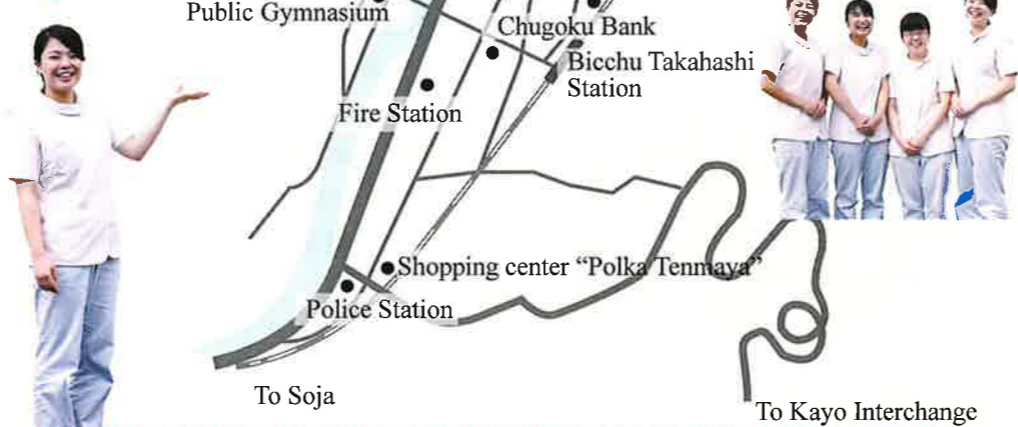 Public Gymnasium
Chugoku Bank
Bicchu Takahashi
Station
Fire Station
Shopping center “Polka Tenmaya”
Police Station
To Soja
To Kayo Interchange